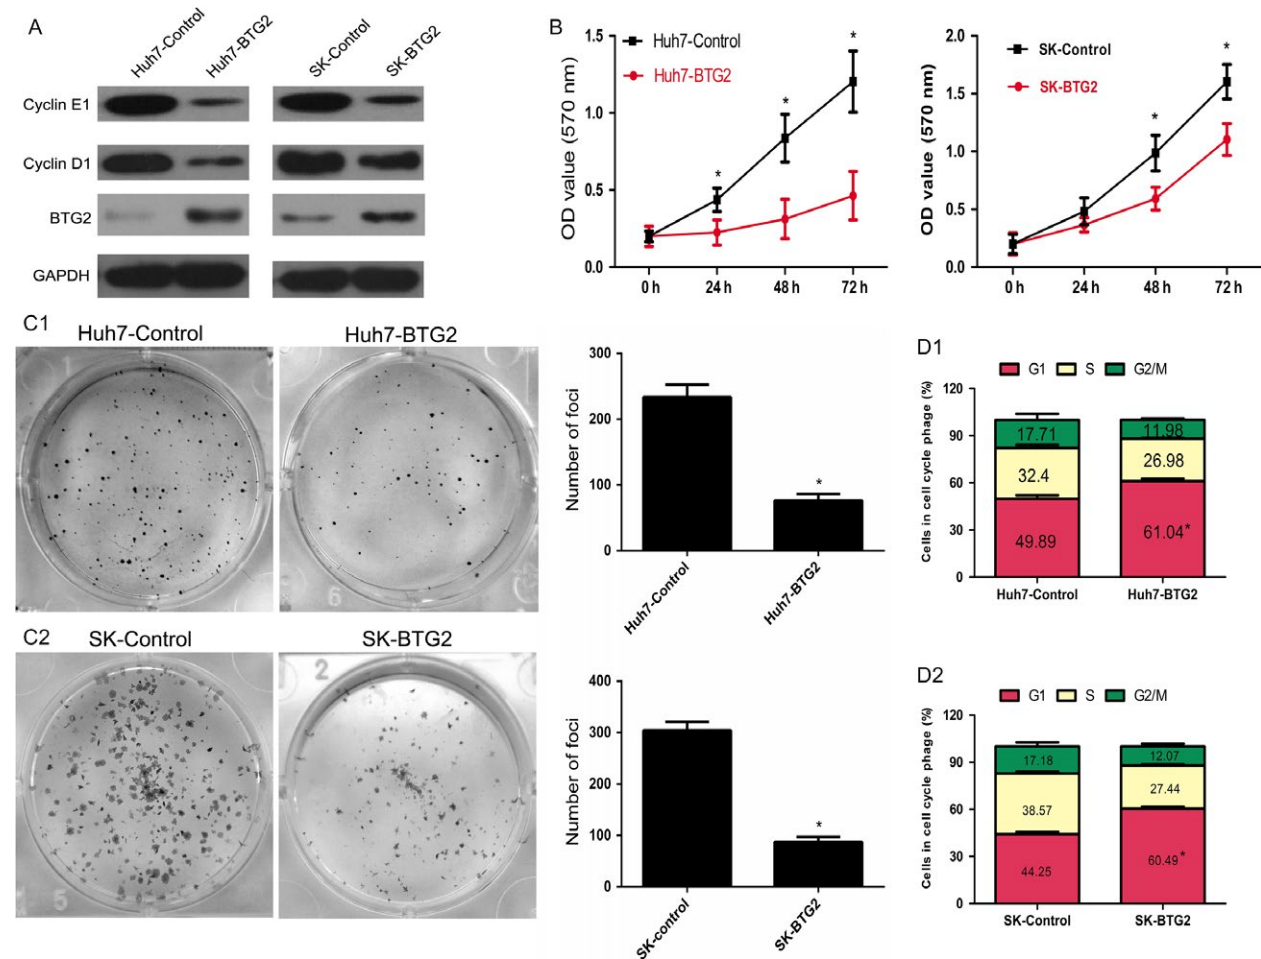 A
Huh7-Control
Huh7-BTG2
SK-Control
SK-BTG2
Cyclin E1
Cyclin D1
BTG2
GAPDH
B
Huh7-Control
Huh7-BTG2
OD value (570 nm)
1.5
1.0
0.5
0.0
*
*
*
0 h
24 h
48 h
72 h
SK-Control
SK-BTG2
OD value (570 nm)
2.0
1.5
1.0
0.5
0.0
*
*
0 h
24 h
48 h
72 h
C1
Huh7-Control
Huh7-BTG2
1
6
Number of foci
300
200
100
0
*
Huh7-Control
Huh7-BTG2
D1
G1 S G2/M
Cells in cell cycle phage (%)
120
90
60
30
0
17.71
32.4
49.89
11.98
26.98
61.04*
Huh7-Control
Huh7-BTG2
C2
SK-Control
SK-BTG2
5
2
Number of foci
400
300
200
100
0
*
SK-control
SK-BTG2
D2
G1 S G2/M
Cells in cell cycle phage (%)
120
90
60
30
0
17.18
38.57
44.25
12.07
27.44
60.49*
SK-Control
SK-BTG2